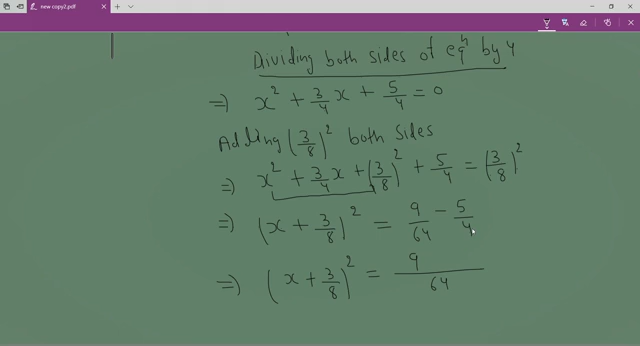 new copy2.pdf
Dividing both sides of eqⁿ by 4
⇒) x² + 3/4 x + 5/4 = 0
Adding (3/8)² both sides
⇒) x² + 3/4 x + (3/8)² + 5/4 = (3/8)²
⇒) (x + 3/8)² = 9/64 - 5/4
⇒) (x + 3/8)² = 9/64